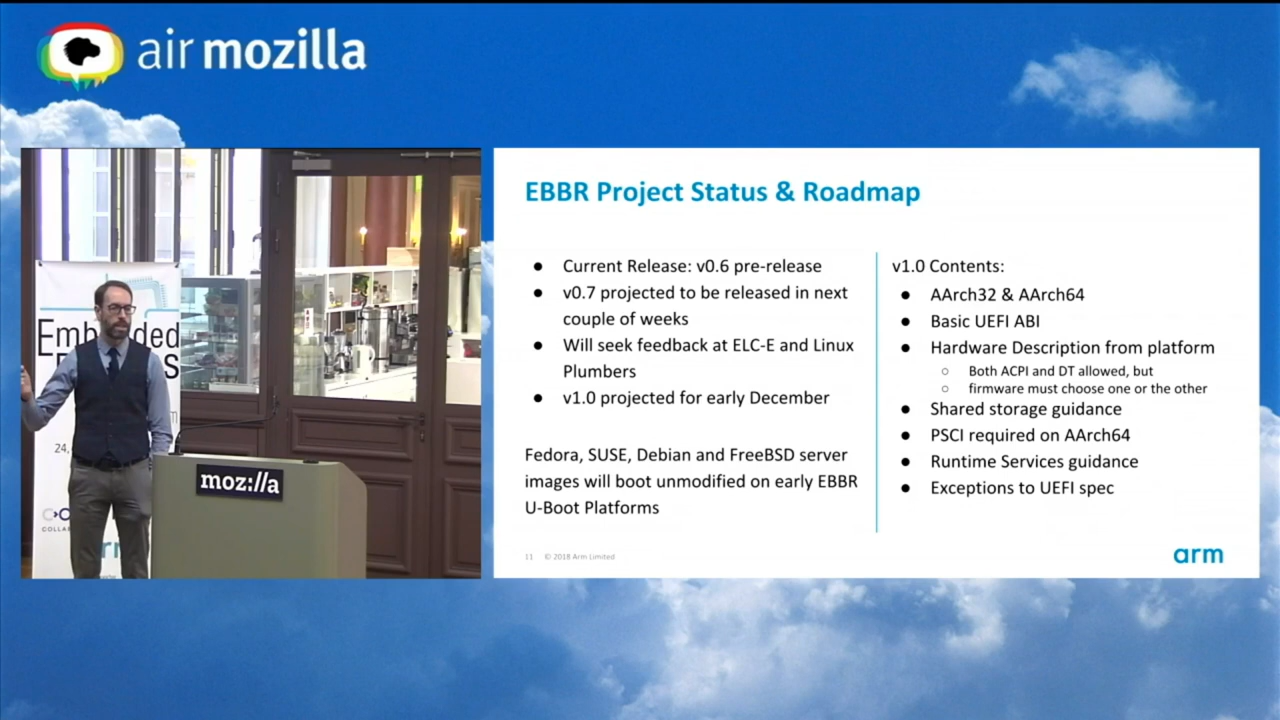 air mozilla
Embedded
24,
moz://a
EBBR Project Status & Roadmap
● Current Release: v0.6 pre-release
● v0.7 projected to be released in next
couple of weeks
● Will seek feedback at ELC-E and Linux
Plumbers
● v1.0 projected for early December
Fedora, SUSE, Debian and FreeBSD server
images will boot unmodified on early EBBR
U-Boot Platforms
v1.0 Contents:
● AArch32 & AArch64
● Basic UEFI ABI
● Hardware Description from platform
○ Both ACPI and DT allowed, but
○ firmware must choose one or the other
● Shared storage guidance
● PSCI required on AArch64
● Runtime Services guidance
● Exceptions to UEFI spec
11 © 2018 Arm Limited
arm